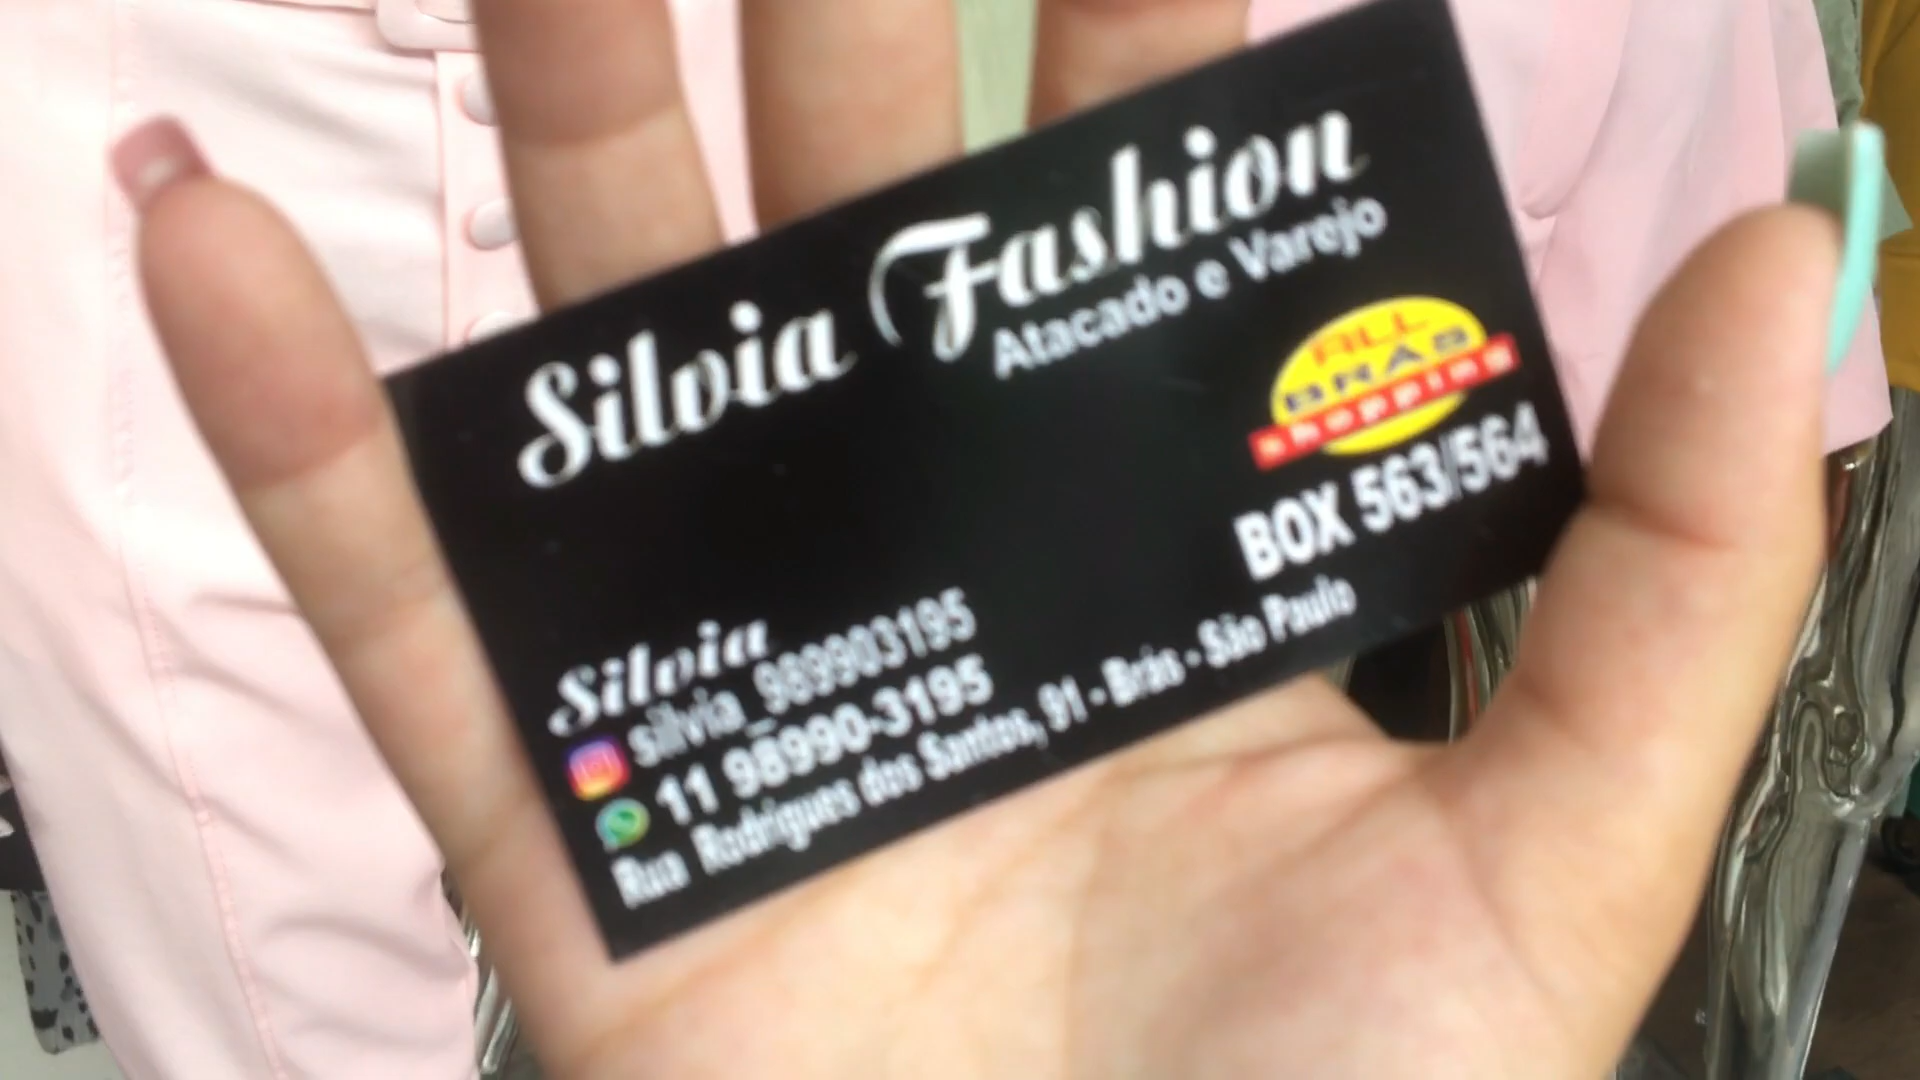 Silvia Fashion
Atacado e Varejo
ALL
BRÁS
shopping
BOX 563/564
Silvia
silvia_989903195
11 98990-3195
Rua Rodrigues dos Santos, 91 - Brás - São Paulo